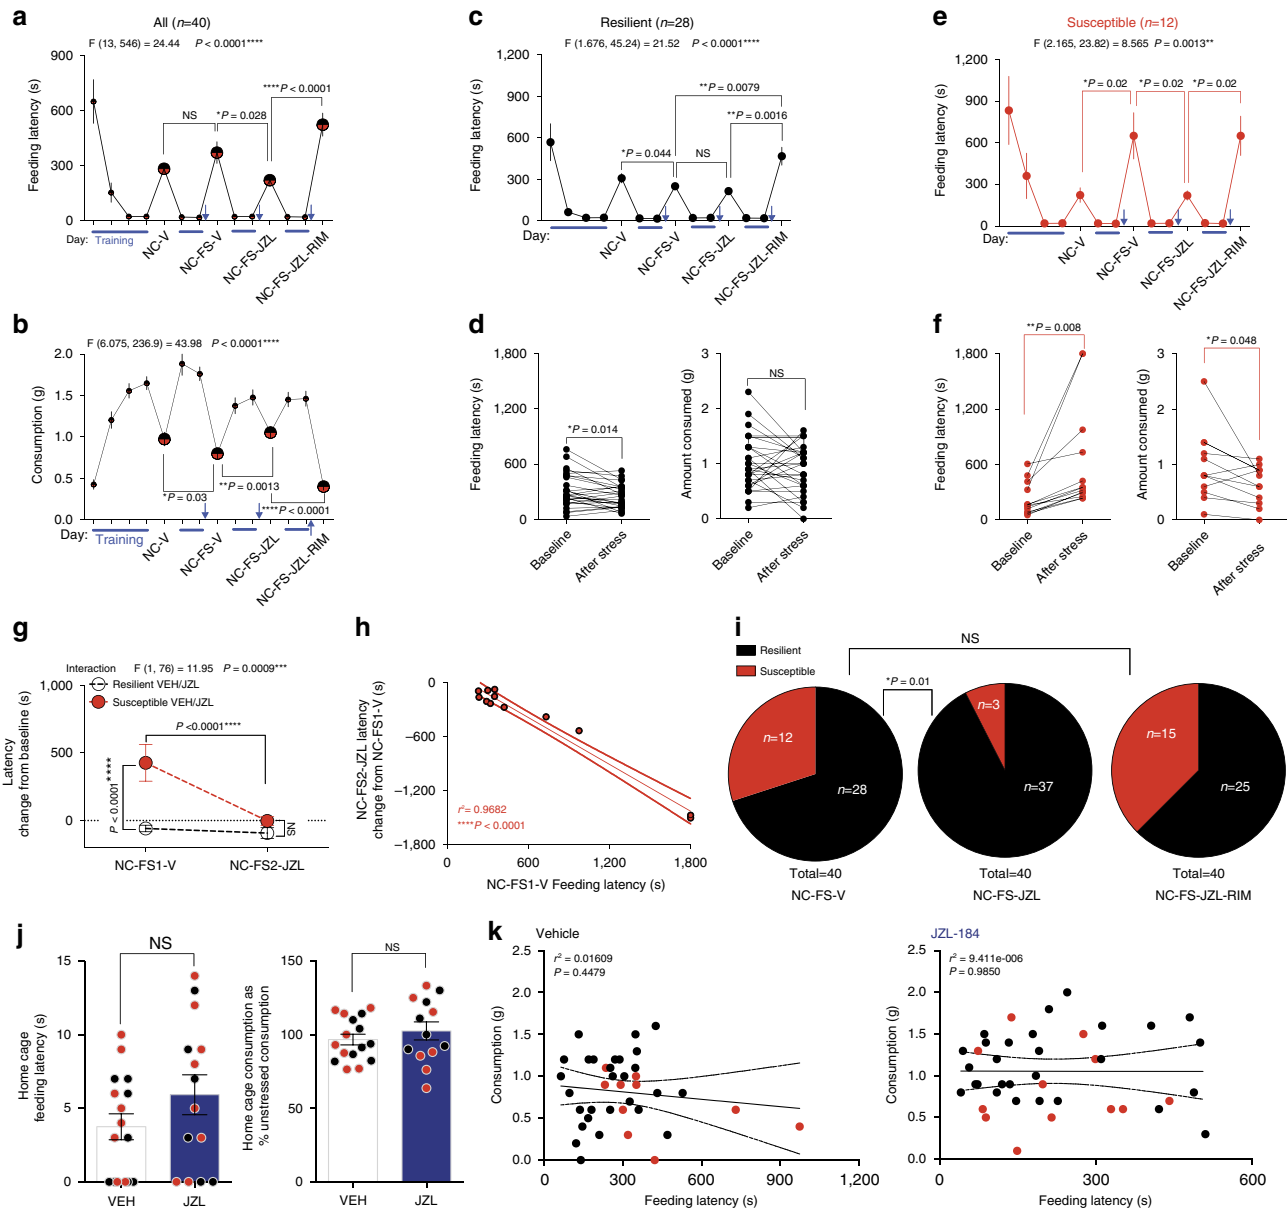 a
All (n=40)
F (13, 546) = 24.44 P < 0.0001****
Feeding latency (s)
900
600
300
0
NS
*P = 0.028
****P < 0.0001
Day:
Training
NC-V
NC-FS-V
NC-FS-JZL
NC-FS-JZL-RIM
b
F (6.075, 236.9) = 43.98 P < 0.0001****
Consumption (g)
2.0
1.5
1.0
0.5
0.0
*P = 0.03
**P = 0.0013
****P < 0.0001
Day:
Training
NC-V
NC-FS-V
NC-FS-JZL
NC-FS-JZL-RIM
c
Resilient (n=28)
F (1.676, 45.24) = 21.52 P < 0.0001****
Feeding latency (s)
1,200
900
600
300
0
*P = 0.044
NS
**P = 0.0079
**P = 0.0016
Day:
NC-V
NC-FS-V
NC-FS-JZL
NC-FS-JZL-RIM
d
Feeding latency (s)
1,800
1,200
600
0
*P = 0.014
Baseline
After stress
Amount consumed (g)
3
2
1
0
NS
Baseline
After stress
e
Susceptible (n=12)
F (2.165, 23.82) = 8.565 P = 0.0013**
Feeding latency (s)
1,200
900
600
300
0
*P = 0.02
*P = 0.02
*P = 0.02
Day:
NC-V
NC-FS-V
NC-FS-JZL
NC-FS-JZL-RIM
f
Feeding latency (s)
1,800
1,200
600
0
**P = 0.008
Baseline
After stress
Amount consumed (g)
3
2
1
0
*P = 0.048
Baseline
After stress
g
Interaction F (1, 76) = 11.95 P = 0.0009***
Resilient VEH/JZL
Susceptible VEH/JZL
Latency
change from baseline (s)
1,000
500
0
P <0.0001****
P < 0.0001****
NS
NC-FS1-V
NC-FS2-JZL
h
NC-FS2-JZL latency
change from NC-FS1-V (s)
0
−600
−1,200
−1,800
r² = 0.9682
****P < 0.0001
0
600
1,200
1,800
NC-FS1-V Feeding latency (s)
i
Resilient
Susceptible
NS
*P = 0.01
n=12
n=28
n=3
n=37
n=15
n=25
Total=40
NC-FS-V
Total=40
NC-FS-JZL
Total=40
NC-FS-JZL-RIM
j
Home cage
feeding latency (s)
15
10
5
0
NS
VEH
JZL
Home cage consumption as
% unstressed consumption
150
100
50
0
NS
VEH
JZL
k
Vehicle
r² = 0.01609
P = 0.4479
Consumption (g)
2.5
2.0
1.5
1.0
0.5
0.0
0
300
600
900
1,200
Feeding latency (s)
JZL-184
r² = 9.411e-006
P = 0.9850
Consumption (g)
2.5
2.0
1.5
1.0
0.5
0.0
0
300
600
Feeding latency (s)